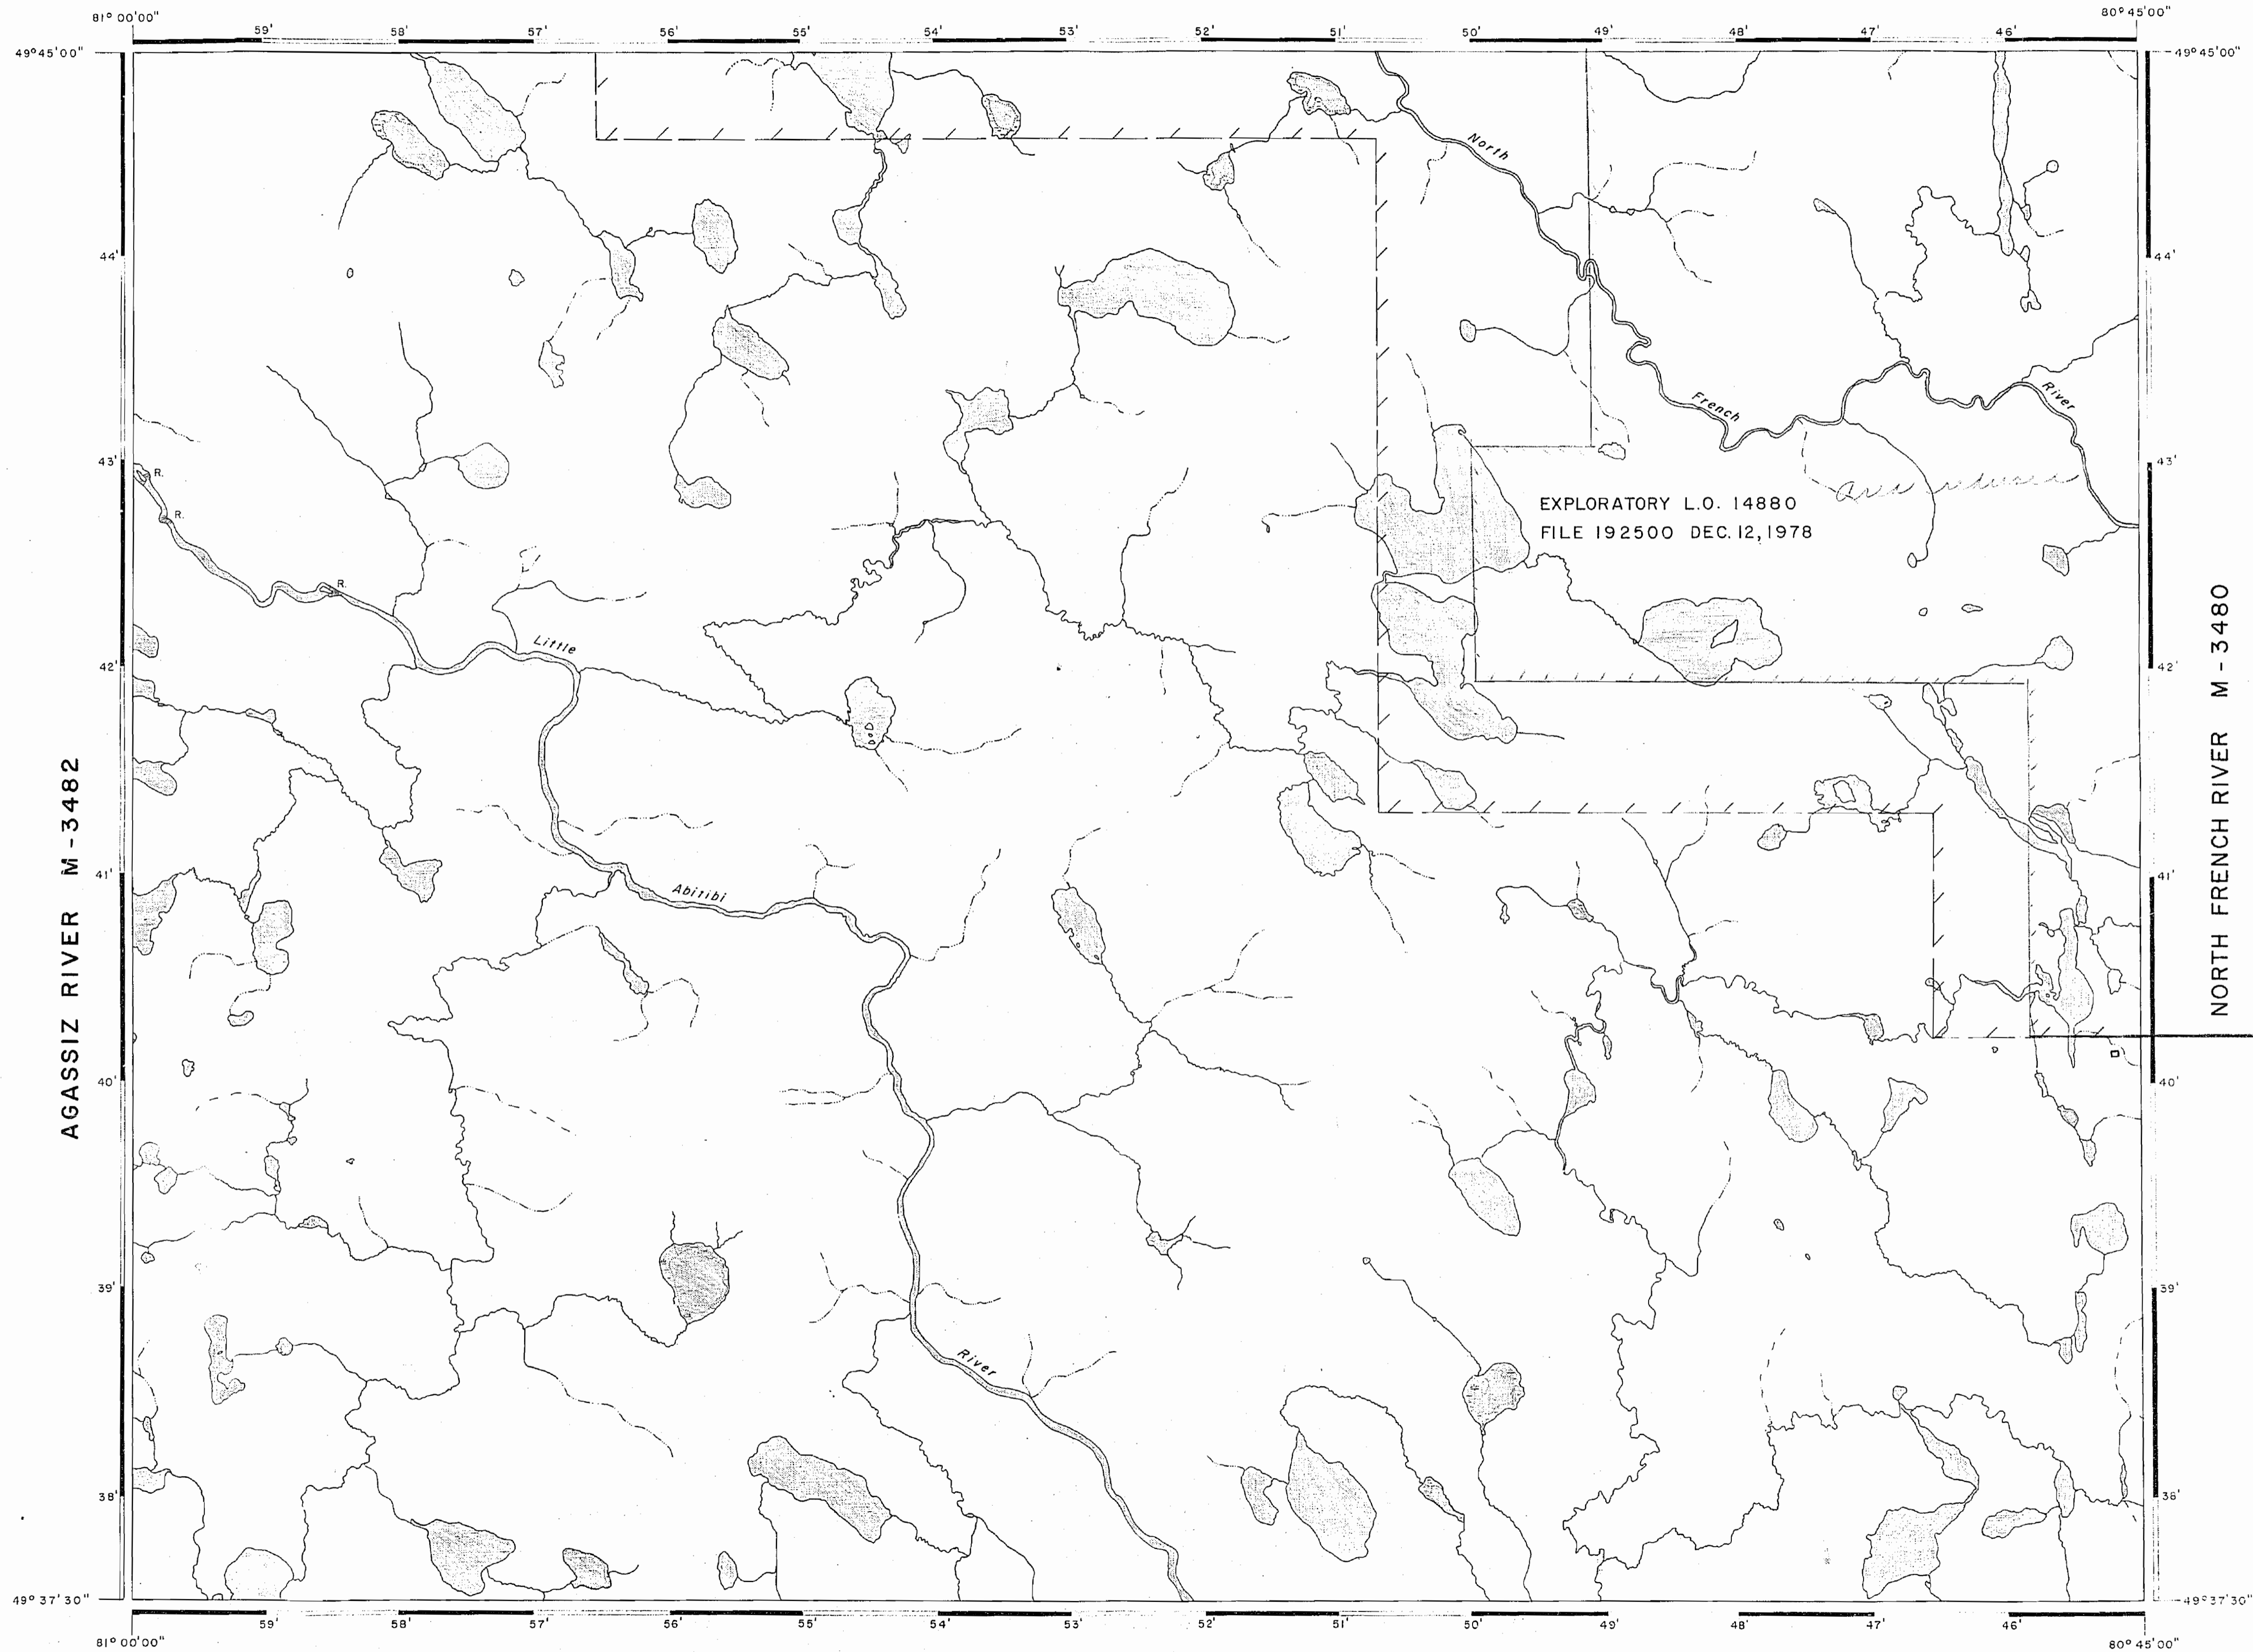 81° 00'00" 59' 58' 57' 56' 55' 54' 53' 52' 51' 50' 49' 48' 47' 46' 80° 45'00"
49°45'00" 49°45'00"
North
44' 44'
French
River
43' 43'
R.
R.
EXPLORATORY L.O. 14880
FILE 192500 DEC. 12, 1978
R.
Little
42' 42'
AGASSIZ RIVER M-3482
NORTH FRENCH RIVER M-3480
41' 41'
Abitibi
40' 40'
39' 39'
River
38' 38'
49° 37'30" 49° 37'30"
81° 00'00" 59' 58' 57' 56' 55' 54' 53' 52' 51' 50' 49' 48' 47' 46' 80° 45'00"